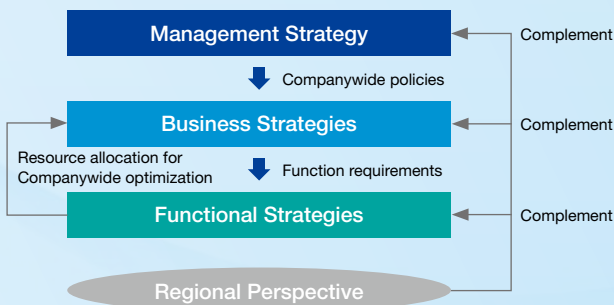 Management Strategy
Complement
Companywide policies
Business Strategies
Complement
Resource allocation for
Companywide optimization
Function requirements
Functional Strategies
Complement
Regional Perspective